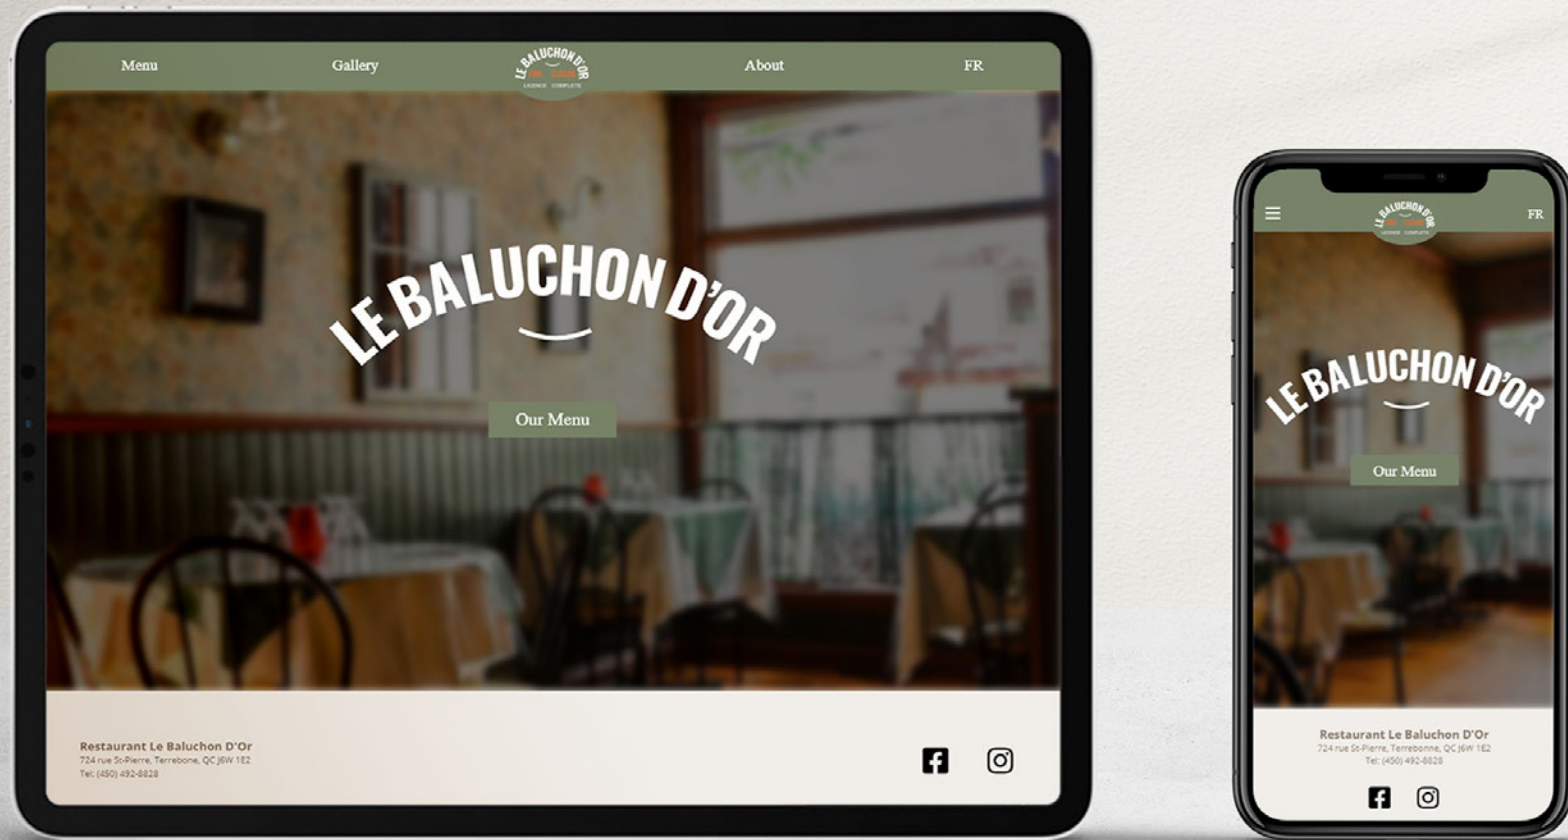 Menu
Gallery
LE BALUCHON D'OR
LICENCE COMPLETE
About
FR
LE BALUCHON D'OR
Our Menu
Restaurant Le Baluchon D'Or
724 rue St-Pierre, Terrebone, QC J6W 1E2
Tel: (450) 492-8828
LE BALUCHON D'OR
LICENCE COMPLETE
FR
LE BALUCHON D'OR
Our Menu
Restaurant Le Baluchon D'Or
724 rue St-Pierre, Terrebonne, QC J6W 1E2
Tel: (450) 492-8828